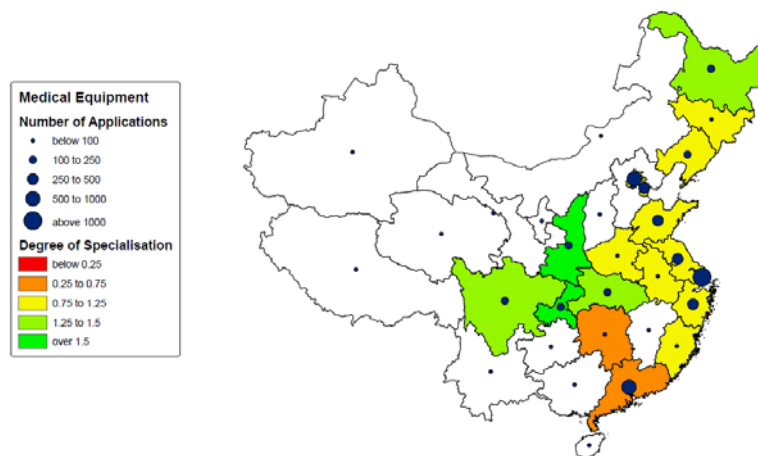 Medical Equipment
Number of Applications
below 100
100 to 250
250 to 500
500 to 1000
above 1000
Degree of Specialisation
below 0.25
0.25 to 0.75
0.75 to 1.25
1.25 to 1.5
over 1.5